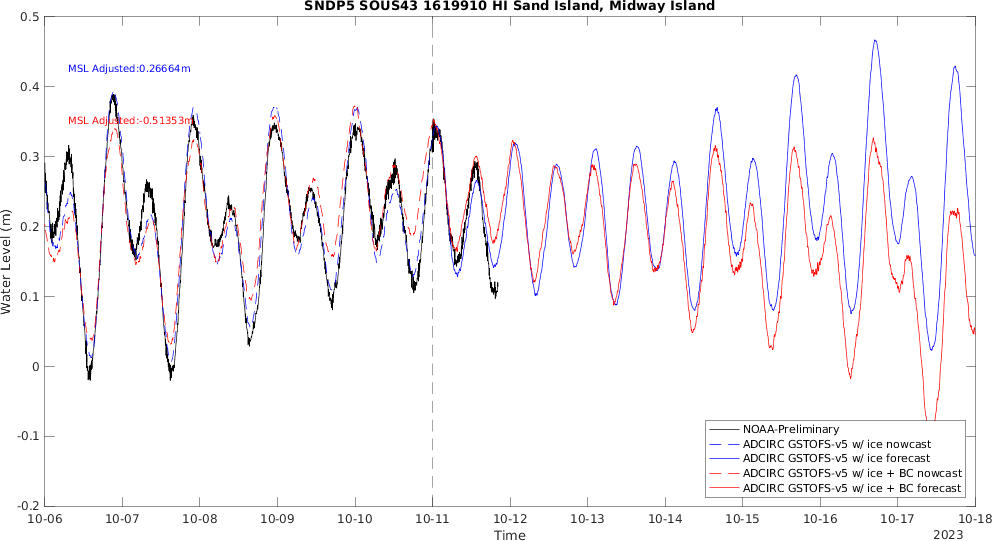 SNDP5 SOUS43 1619910 HI Sand Island, Midway Island
0.5
MSL Adjusted:0.26664m
0.4
MSL Adjusted:-0.51353m
0.3
0.2
Water Level (m)
0.1
0
-0.1
NOAA-Preliminary
ADCIRC GSTOFS-v5 w/ ice nowcast
ADCIRC GSTOFS-v5 w/ ice forecast
ADCIRC GSTOFS-v5 w/ ice + BC nowcast
ADCIRC GSTOFS-v5 w/ ice + BC forecast
-0.2
10-06 10-07 10-08 10-09 10-10 10-11 10-12 10-13 10-14 10-15 10-16 10-17 10-18
Time
2023